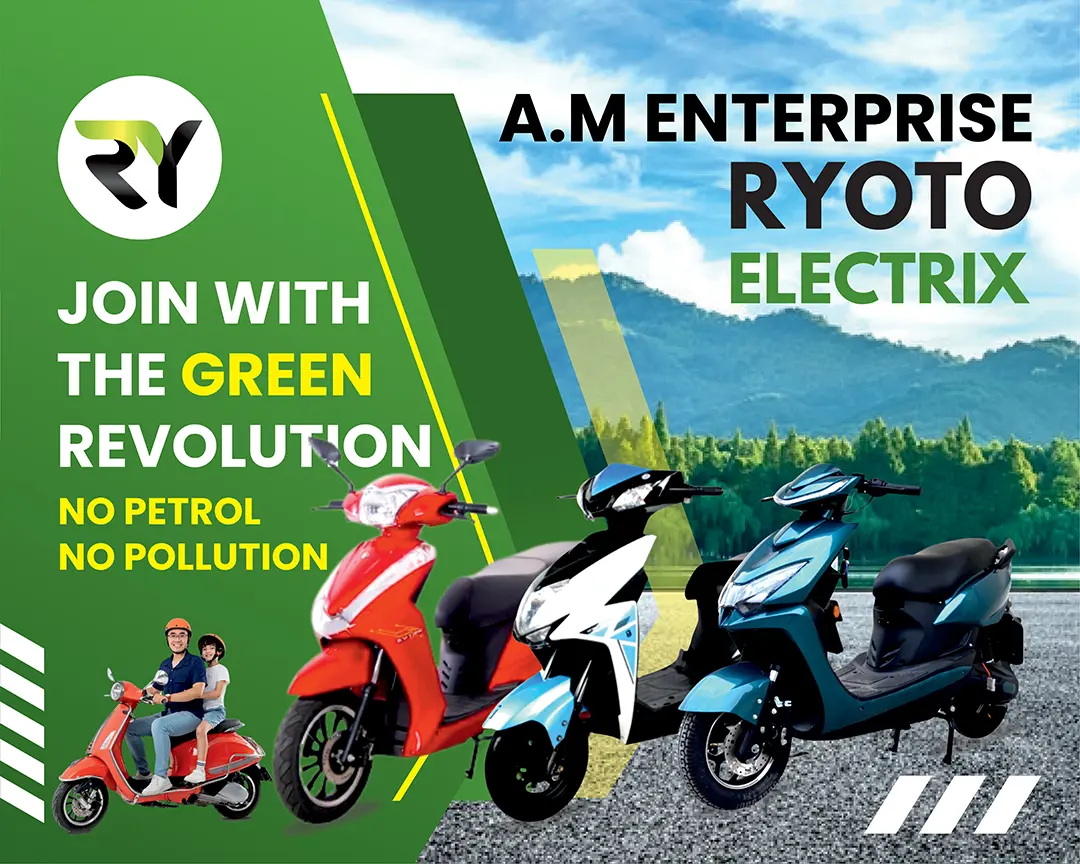 RY
JOIN WITH
THE GREEN
REVOLUTION
NO PETROL
NO POLLUTION
A.M ENTERPRISE
RYOTO
ELECTRIX